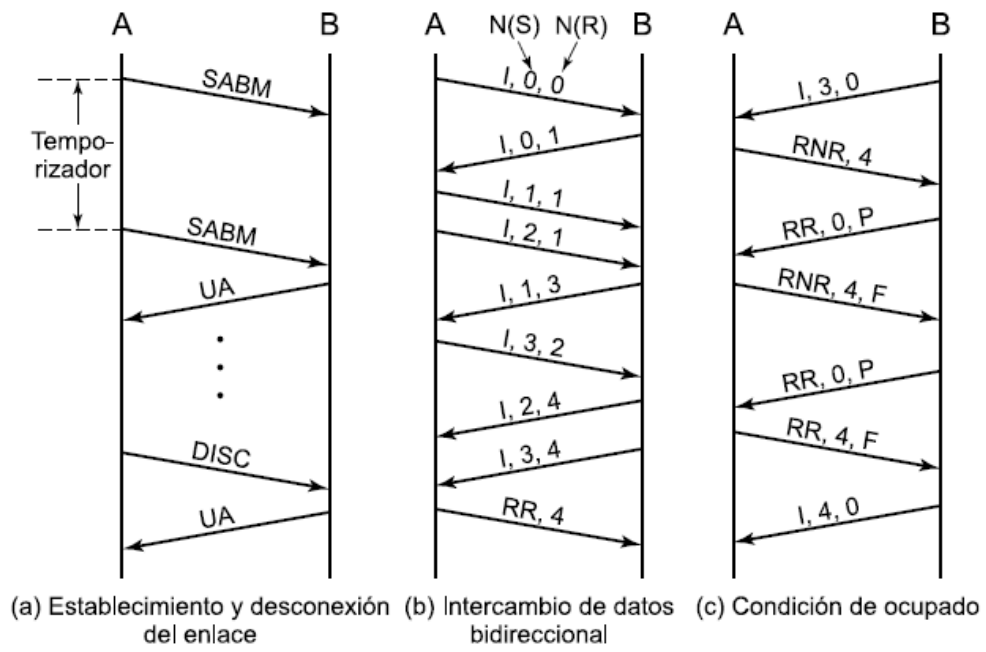 A
B
SABM
Tempo-
rizador
SABM
UA
DISC
UA
(a) Establecimiento y desconexión
del enlace
A
N(S) N(R)
B
I, 0, 0
I, 0, 1
I, 1, 1
I, 2, 1
I, 1, 3
I, 3, 2
I, 2, 4
I, 3, 4
RR, 4
(b) Intercambio de datos
bidireccional
A
B
I, 3, 0
RNR, 4
RR, 0, P
RNR, 4, F
RR, 0, P
RR, 4, F
I, 4, 0
(c) Condición de ocupado